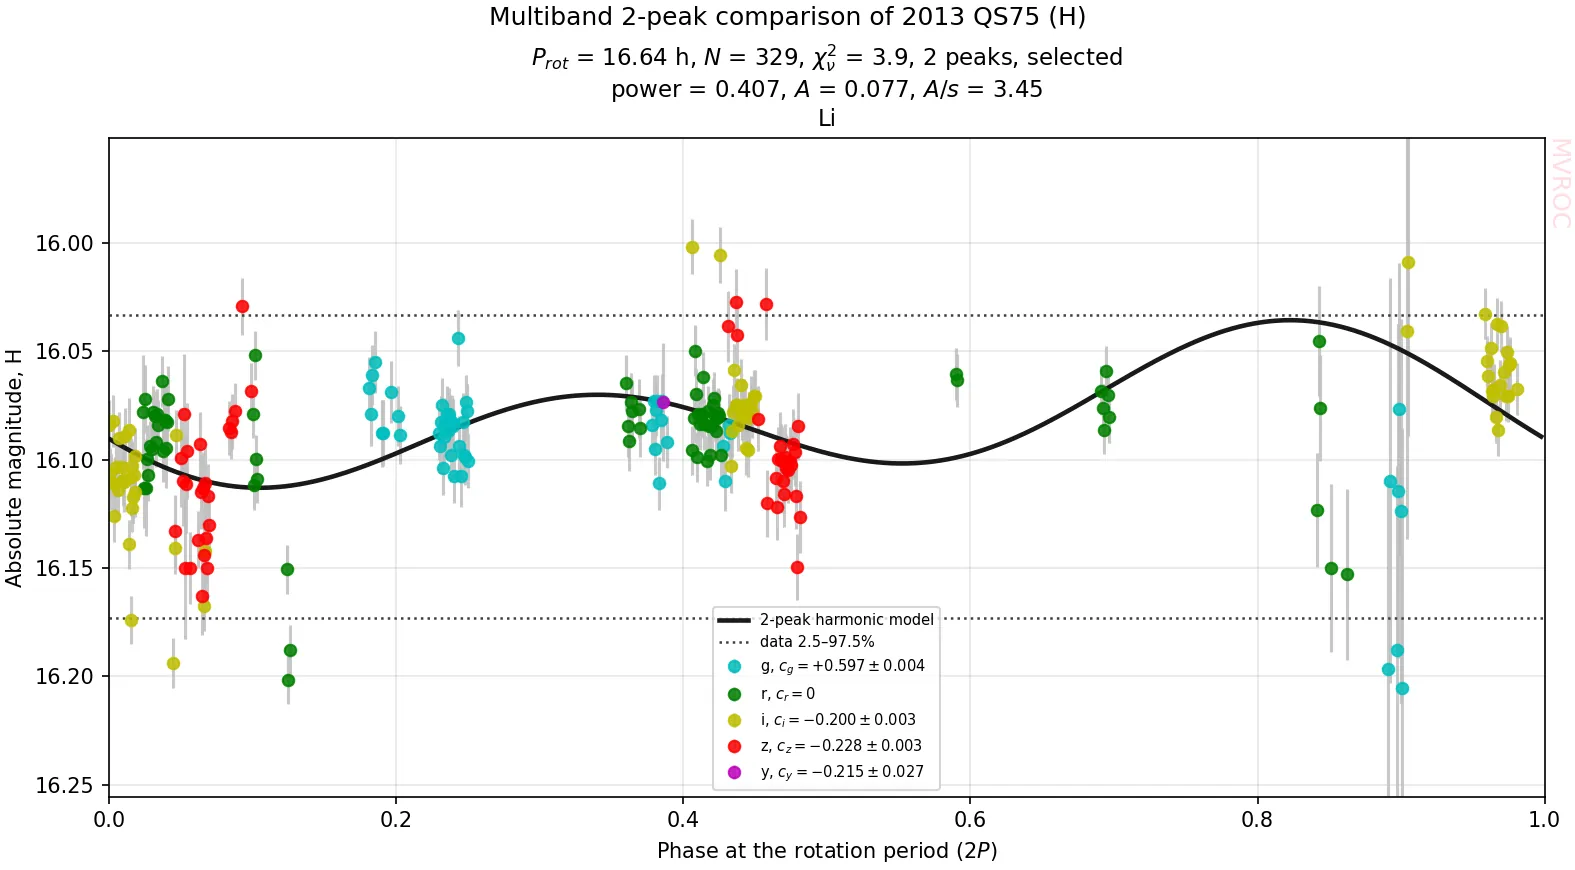 Multiband 2-peak comparison of 2013 QS75 (H)
P_rot = 16.64 h, N = 329, χ²_ν = 3.9, 2 peaks, selected
power = 0.407, A = 0.077, A/s = 3.45
Li
MVROC
Absolute magnitude, H
16.00
16.05
16.10
16.15
16.20
16.25
2-peak harmonic model
data 2.5–97.5%
g, c_g = +0.597 ± 0.004
r, c_r = 0
i, c_i = −0.200 ± 0.003
z, c_z = −0.228 ± 0.003
y, c_y = −0.215 ± 0.027
0.0 0.2 0.4 0.6 0.8 1.0
Phase at the rotation period (2P)